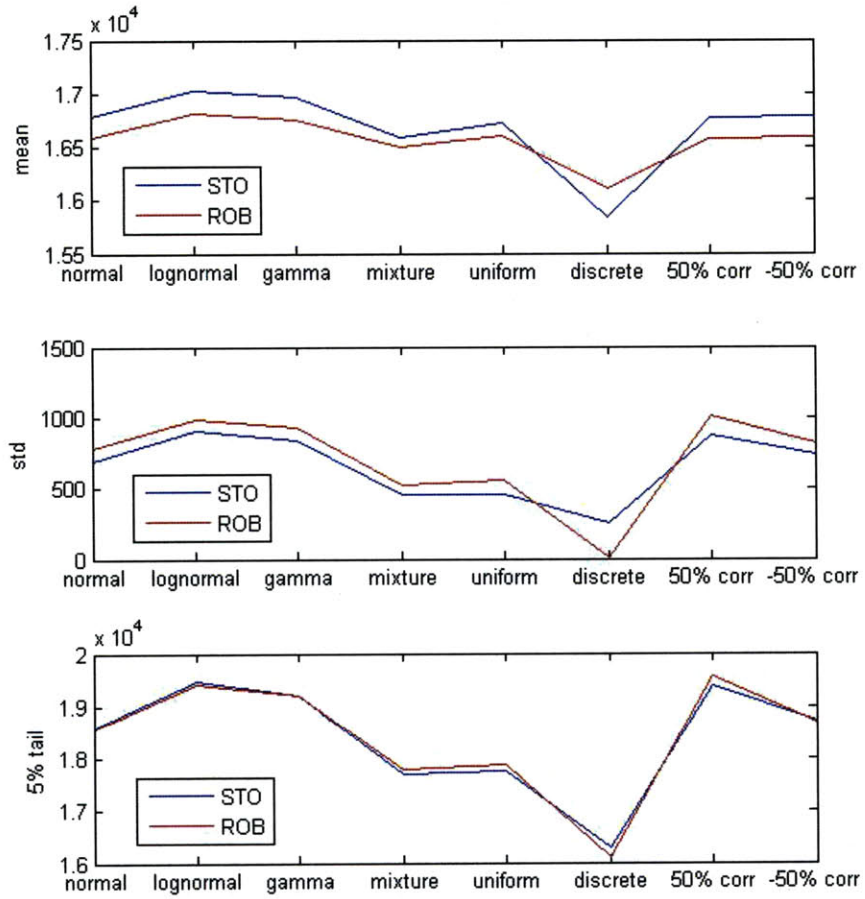 x 10^4
1.75
1.7
1.65
1.6
1.55
mean
STO
ROB
normal lognormal gamma mixture uniform discrete 50% corr -50% corr
1500
1000
500
0
std
STO
ROB
normal lognormal gamma mixture uniform discrete 50% corr -50% corr
x 10^4
2
1.9
1.8
1.7
1.6
5% tail
STO
ROB
normal lognormal gamma mixture uniform discrete 50% corr -50% corr